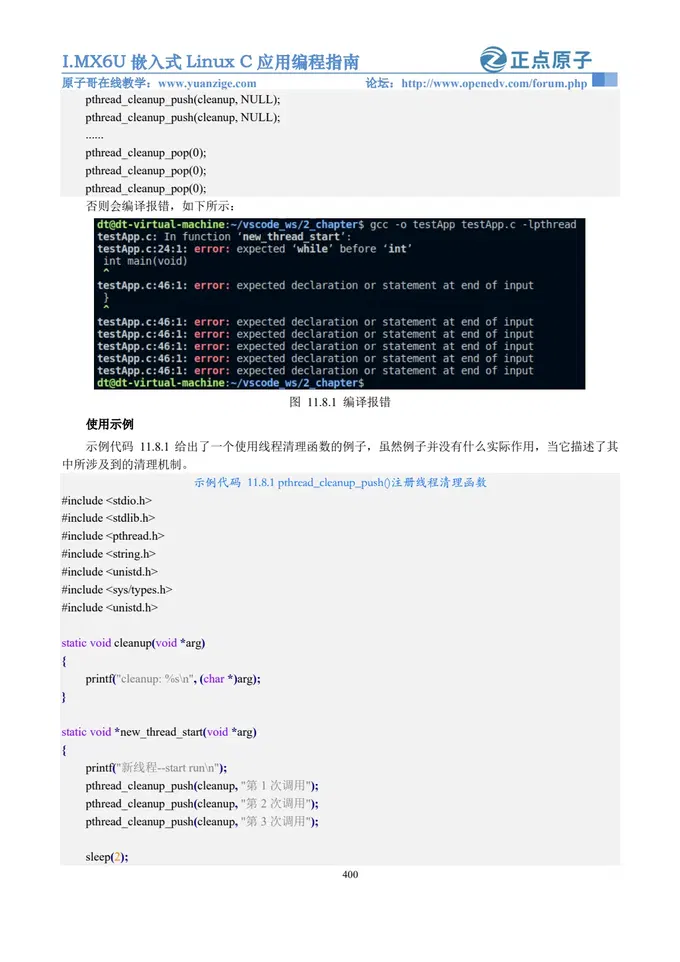 I.MX6U 嵌入式 Linux C 应用编程指南
正点原子
原子哥在线教学：www.yuanzige.com 论坛：http://www.openedv.com/forum.php
pthread_cleanup_push(cleanup, NULL);
pthread_cleanup_push(cleanup, NULL);
......
pthread_cleanup_pop(0);
pthread_cleanup_pop(0);
pthread_cleanup_pop(0);
否则会编译报错，如下所示：
dt@dt-virtual-machine:~/vscode_ws/2_chapter$ gcc -o testApp testApp.c -lpthread
testApp.c: In function ‘new_thread_start’:
testApp.c:24:1: error: expected ‘while’ before ‘int’
int main(void)
^
testApp.c:46:1: error: expected declaration or statement at end of input
}
^
testApp.c:46:1: error: expected declaration or statement at end of input
testApp.c:46:1: error: expected declaration or statement at end of input
testApp.c:46:1: error: expected declaration or statement at end of input
testApp.c:46:1: error: expected declaration or statement at end of input
testApp.c:46:1: error: expected declaration or statement at end of input
dt@dt-virtual-machine:~/vscode_ws/2_chapter$
图 11.8.1 编译报错
使用示例
示例代码 11.8.1 给出了一个使用线程清理函数的例子，虽然例子并没有什么实际作用，当它描述了其
中所涉及到的清理机制。
示例代码 11.8.1 pthread_cleanup_push()注册线程清理函数
#include <stdio.h>
#include <stdlib.h>
#include <pthread.h>
#include <string.h>
#include <unistd.h>
#include <sys/types.h>
#include <unistd.h>
static void cleanup(void *arg)
{
printf("cleanup: %s\n", (char *)arg);
}
static void *new_thread_start(void *arg)
{
printf("新线程--start run\n");
pthread_cleanup_push(cleanup, "第 1 次调用");
pthread_cleanup_push(cleanup, "第 2 次调用");
pthread_cleanup_push(cleanup, "第 3 次调用");
sleep(2);
400